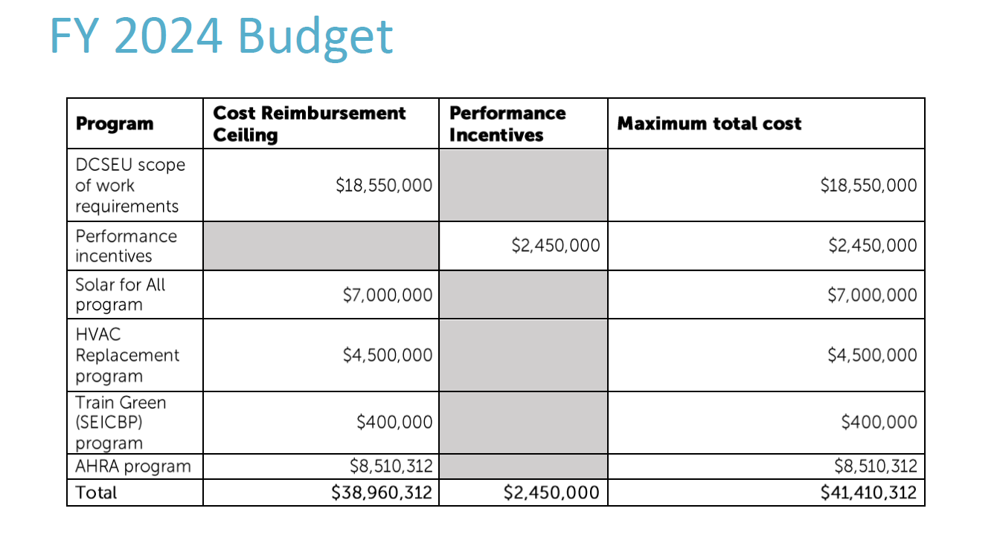 FY 2024 Budget
Program
Cost Reimbursement
Ceiling
Performance
Incentives
Maximum total cost
DCSEU scope
of work
requirements
$18,550,000
$18,550,000
Performance
incentives
$2,450,000
$2,450,000
Solar for All
program
$7,000,000
$7,000,000
HVAC
Replacement
program
$4,500,000
$4,500,000
Train Green
(SEICBP)
program
$400,000
$400,000
AHRA program
$8,510,312
$8,510,312
Total
$38,960,312
$2,450,000
$41,410,312